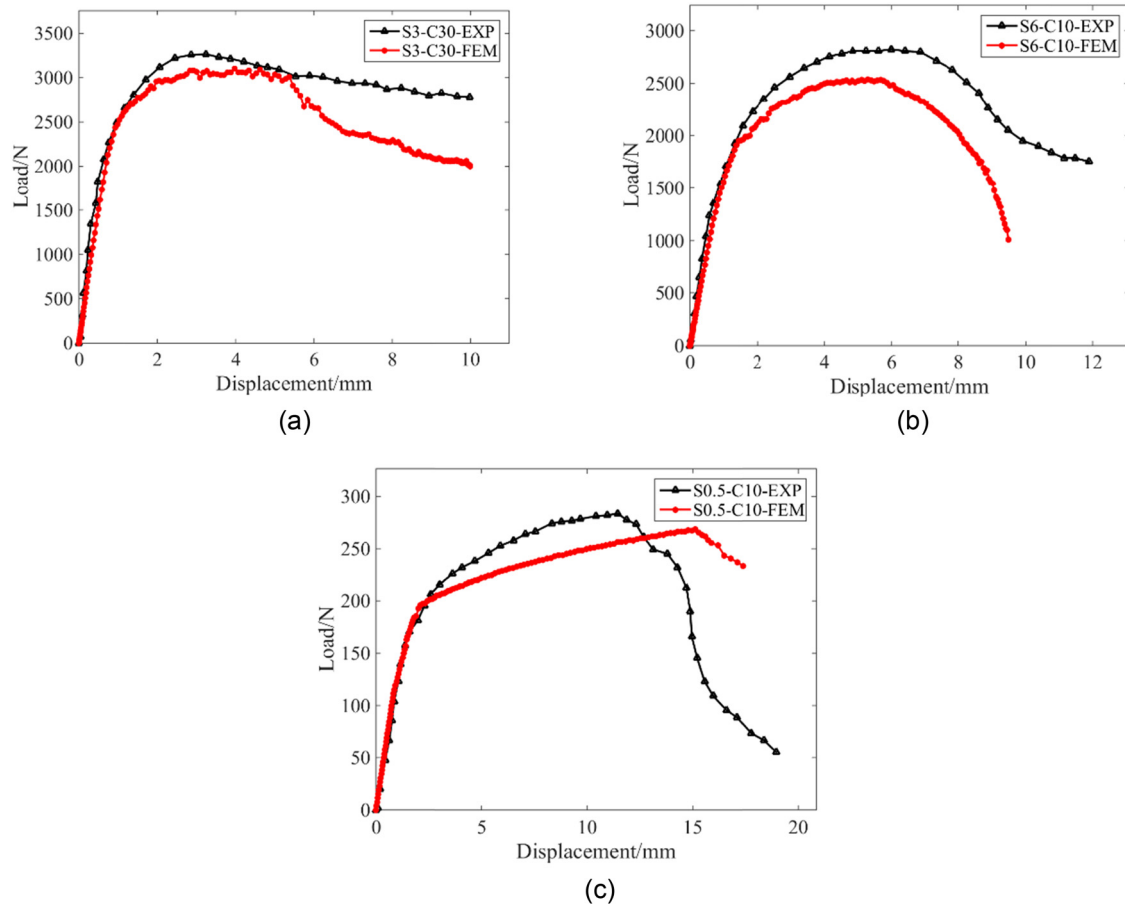 S3-C30-EXP
S3-C30-FEM
3500
3000
2500
2000
1500
1000
500
0
Load/N
0 2 4 6 8 10
Displacement/mm
(a)
S6-C10-EXP
S6-C10-FEM
3000
2500
2000
1500
1000
500
0
Load/N
0 2 4 6 8 10 12
Displacement/mm
(b)
S0.5-C10-EXP
S0.5-C10-FEM
300
250
200
150
100
50
0
Load/N
0 5 10 15 20
Displacement/mm
(c)